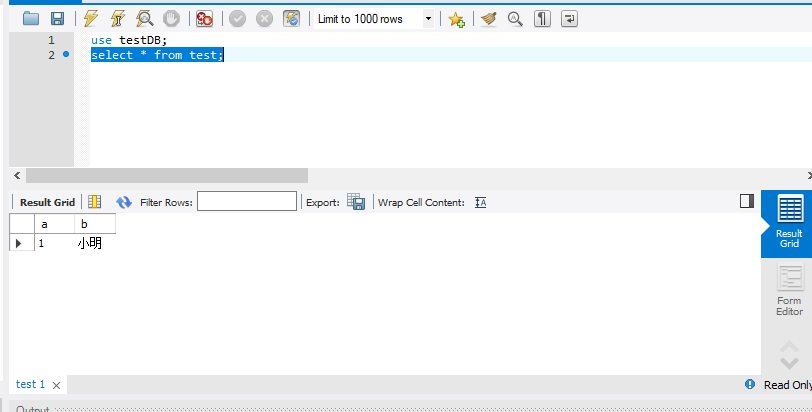 Limit to 1000 rows
1 use testDB;
2 select * from test;
Result Grid Filter Rows: Export: Wrap Cell Content:
a b
1 小明
Result Grid
Form Editor
test 1 Read Only
Output